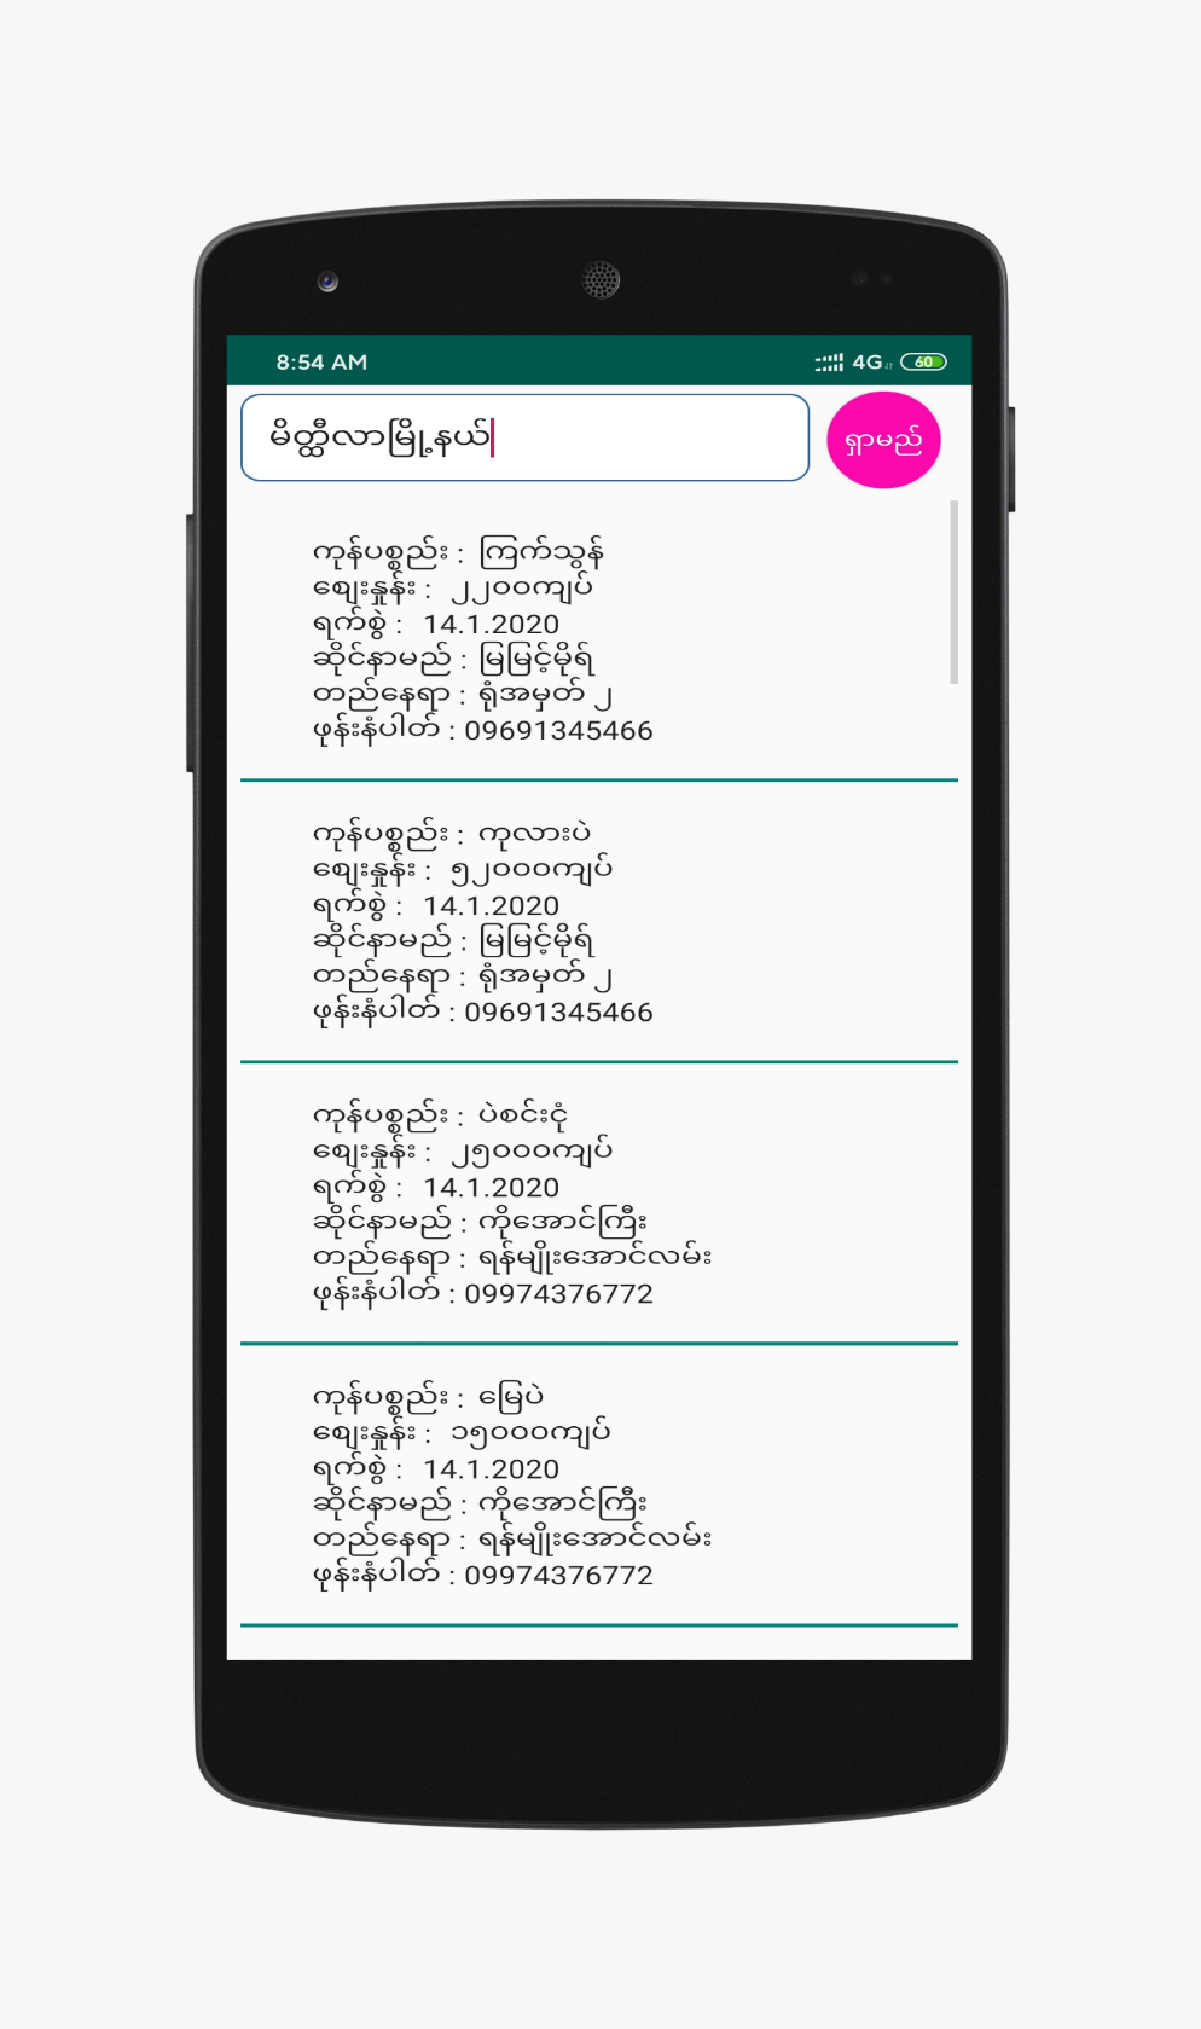 8:54 AM
4G 60
မိတ္ထီလာမြို့နယ်
ရှာမည်
ကုန်ပစ္စည်း : ကြက်သွန်
စျေးနှုန်း : ၂၂၀၀ကျပ်
ရက်စွဲ : 14.1.2020
ဆိုင်နာမည် : မြမြင့်မိုရ်
တည်နေရာ : ရုံအမှတ် ၂
ဖုန်းနံပါတ် : 09691345466
ကုန်ပစ္စည်း : ကုလားပဲ
စျေးနှုန်း : ၅၂၀၀၀ကျပ်
ရက်စွဲ : 14.1.2020
ဆိုင်နာမည် : မြမြင့်မိုရ်
တည်နေရာ : ရုံအမှတ် ၂
ဖုန်းနံပါတ် : 09691345466
ကုန်ပစ္စည်း : ပဲစင်းငုံ
စျေးနှုန်း : ၂၅၀၀၀ကျပ်
ရက်စွဲ : 14.1.2020
ဆိုင်နာမည် : ကိုအောင်ကြီး
တည်နေရာ : ရန်မျိုးအောင်လမ်း
ဖုန်းနံပါတ် : 09974376772
ကုန်ပစ္စည်း : မြေပဲ
စျေးနှုန်း : ၁၅၀၀၀ကျပ်
ရက်စွဲ : 14.1.2020
ဆိုင်နာမည် : ကိုအောင်ကြီး
တည်နေရာ : ရန်မျိုးအောင်လမ်း
ဖုန်းနံပါတ် : 09974376772